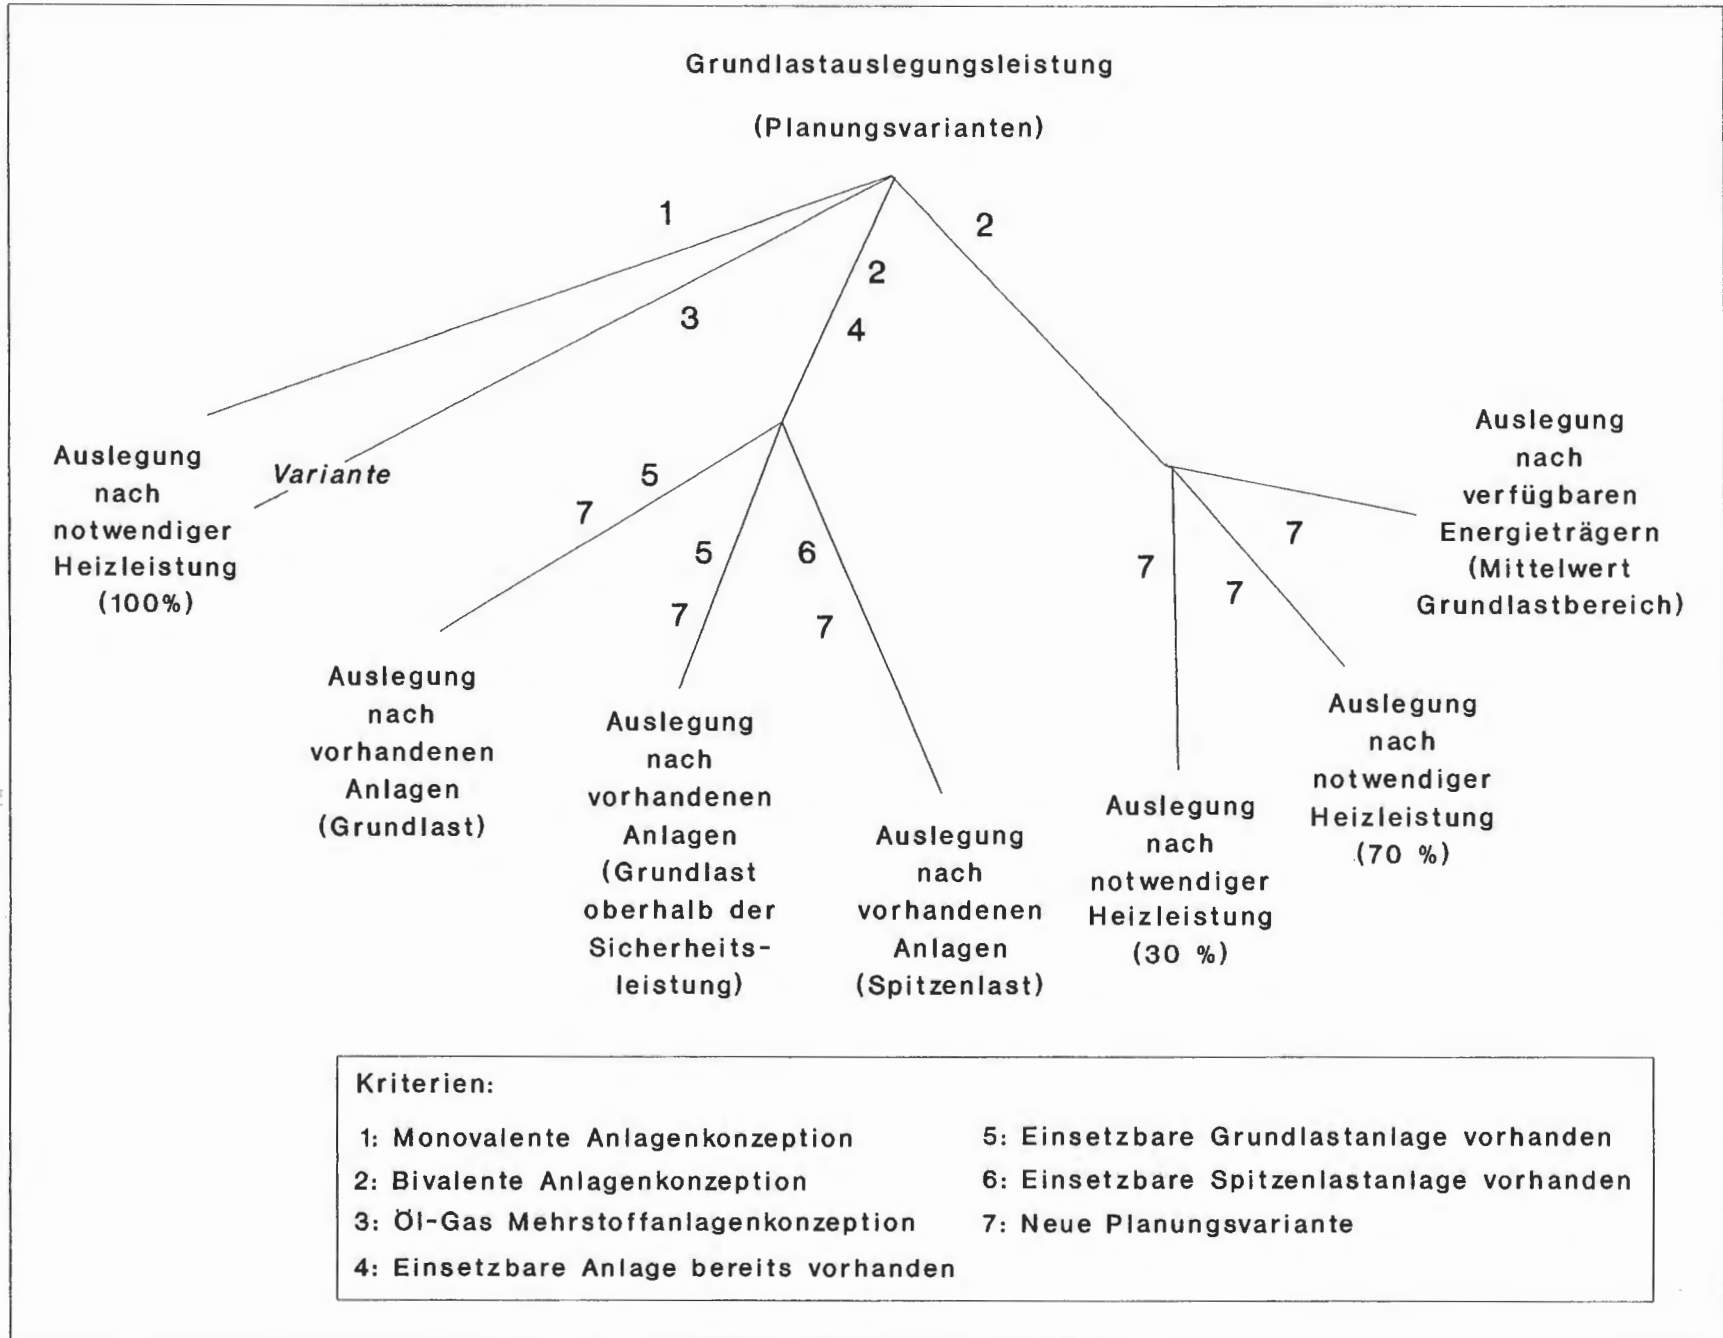 Grundlastauslegungsleistung
(Planungsvarianten)
1
2
2
3
4
Auslegung
nach
notwendiger
Heizleistung
(100%)
Variante
5
7
5
7
6
7
7
7
7
Auslegung
nach
verfügbaren
Energieträgern
(Mittelwert
Grundlastbereich)
Auslegung
nach
vorhandenen
Anlagen
(Grundlast)
Auslegung
nach
vorhandenen
Anlagen
(Grundlast
oberhalb der
Sicherheits-
leistung)
Auslegung
nach
vorhandenen
Anlagen
(Spitzenlast)
Auslegung
nach
notwendiger
Heizleistung
(30 %)
Auslegung
nach
notwendiger
Heizleistung
(70 %)
Kriterien:
1: Monovalente Anlagenkonzeption
2: Bivalente Anlagenkonzeption
3: Öl-Gas Mehrstoffanlagenkonzeption
4: Einsetzbare Anlage bereits vorhanden
5: Einsetzbare Grundlastanlage vorhanden
6: Einsetzbare Spitzenlastanlage vorhanden
7: Neue Planungsvariante